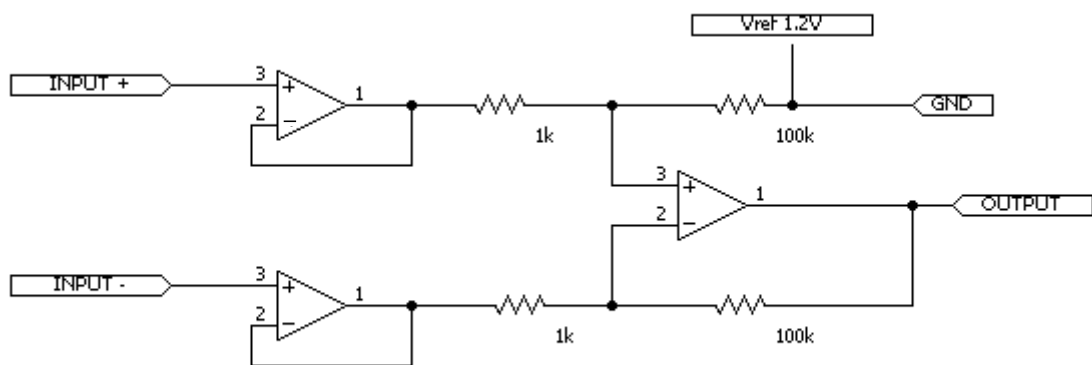 Vref 1.2V
INPUT +
3
+
1
2
−
1k
100k
GND
3
+
1
2
−
OUTPUT
INPUT -
3
+
1
2
−
1k
100k